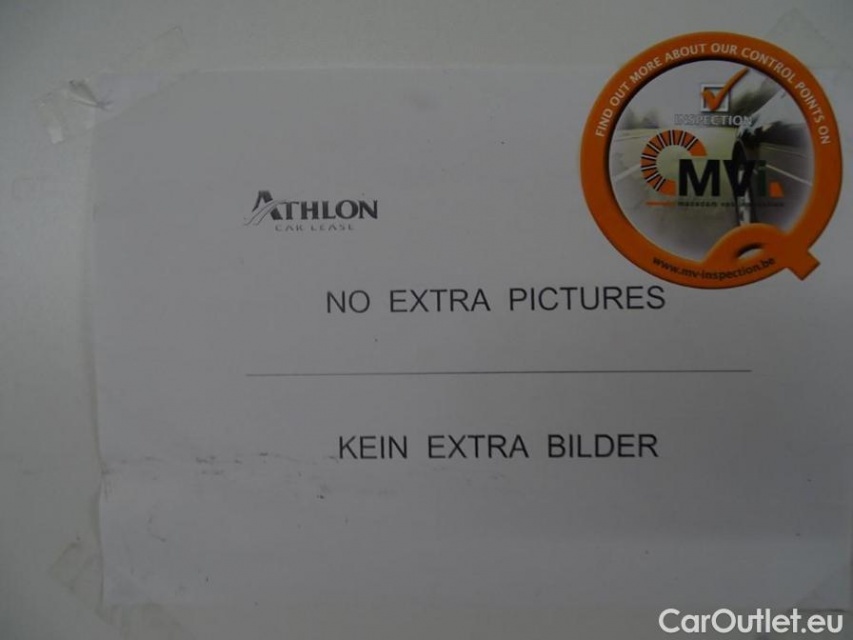 FIND OUT MORE ABOUT OUR CONTROL POINTS ON
INSPECTION
MVi.
www.mv-inspection.be
ATHLON
CAR LEASE
NO EXTRA PICTURES
KEIN EXTRA BILDER
CarOutlet.eu